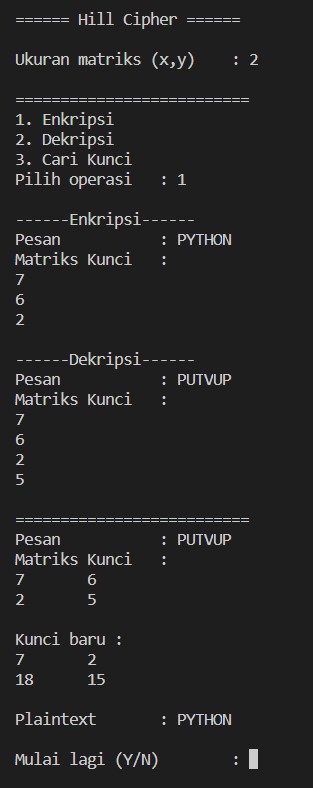 ====== Hill Cipher ======
Ukuran matriks (x,y)    : 2
==========================
1. Enkripsi
2. Dekripsi
3. Cari Kunci
Pilih operasi   : 1
------Enkripsi------
Pesan           : PYTHON
Matriks Kunci   :
7
6
2
------Dekripsi------
Pesan           : PUTVUP
Matriks Kunci   :
7
6
2
5
==========================
Pesan           : PUTVUP
Matriks Kunci   :
7       6
2       5
Kunci baru :
7       2
18      15
Plaintext       : PYTHON
Mulai lagi (Y/N)        :